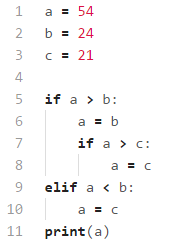 1 a = 54
2 b = 24
3 c = 21
4
5 if a > b:
6     a = b
7     if a > c:
8         a = c
9 elif a < b:
10     a = c
11 print(a)